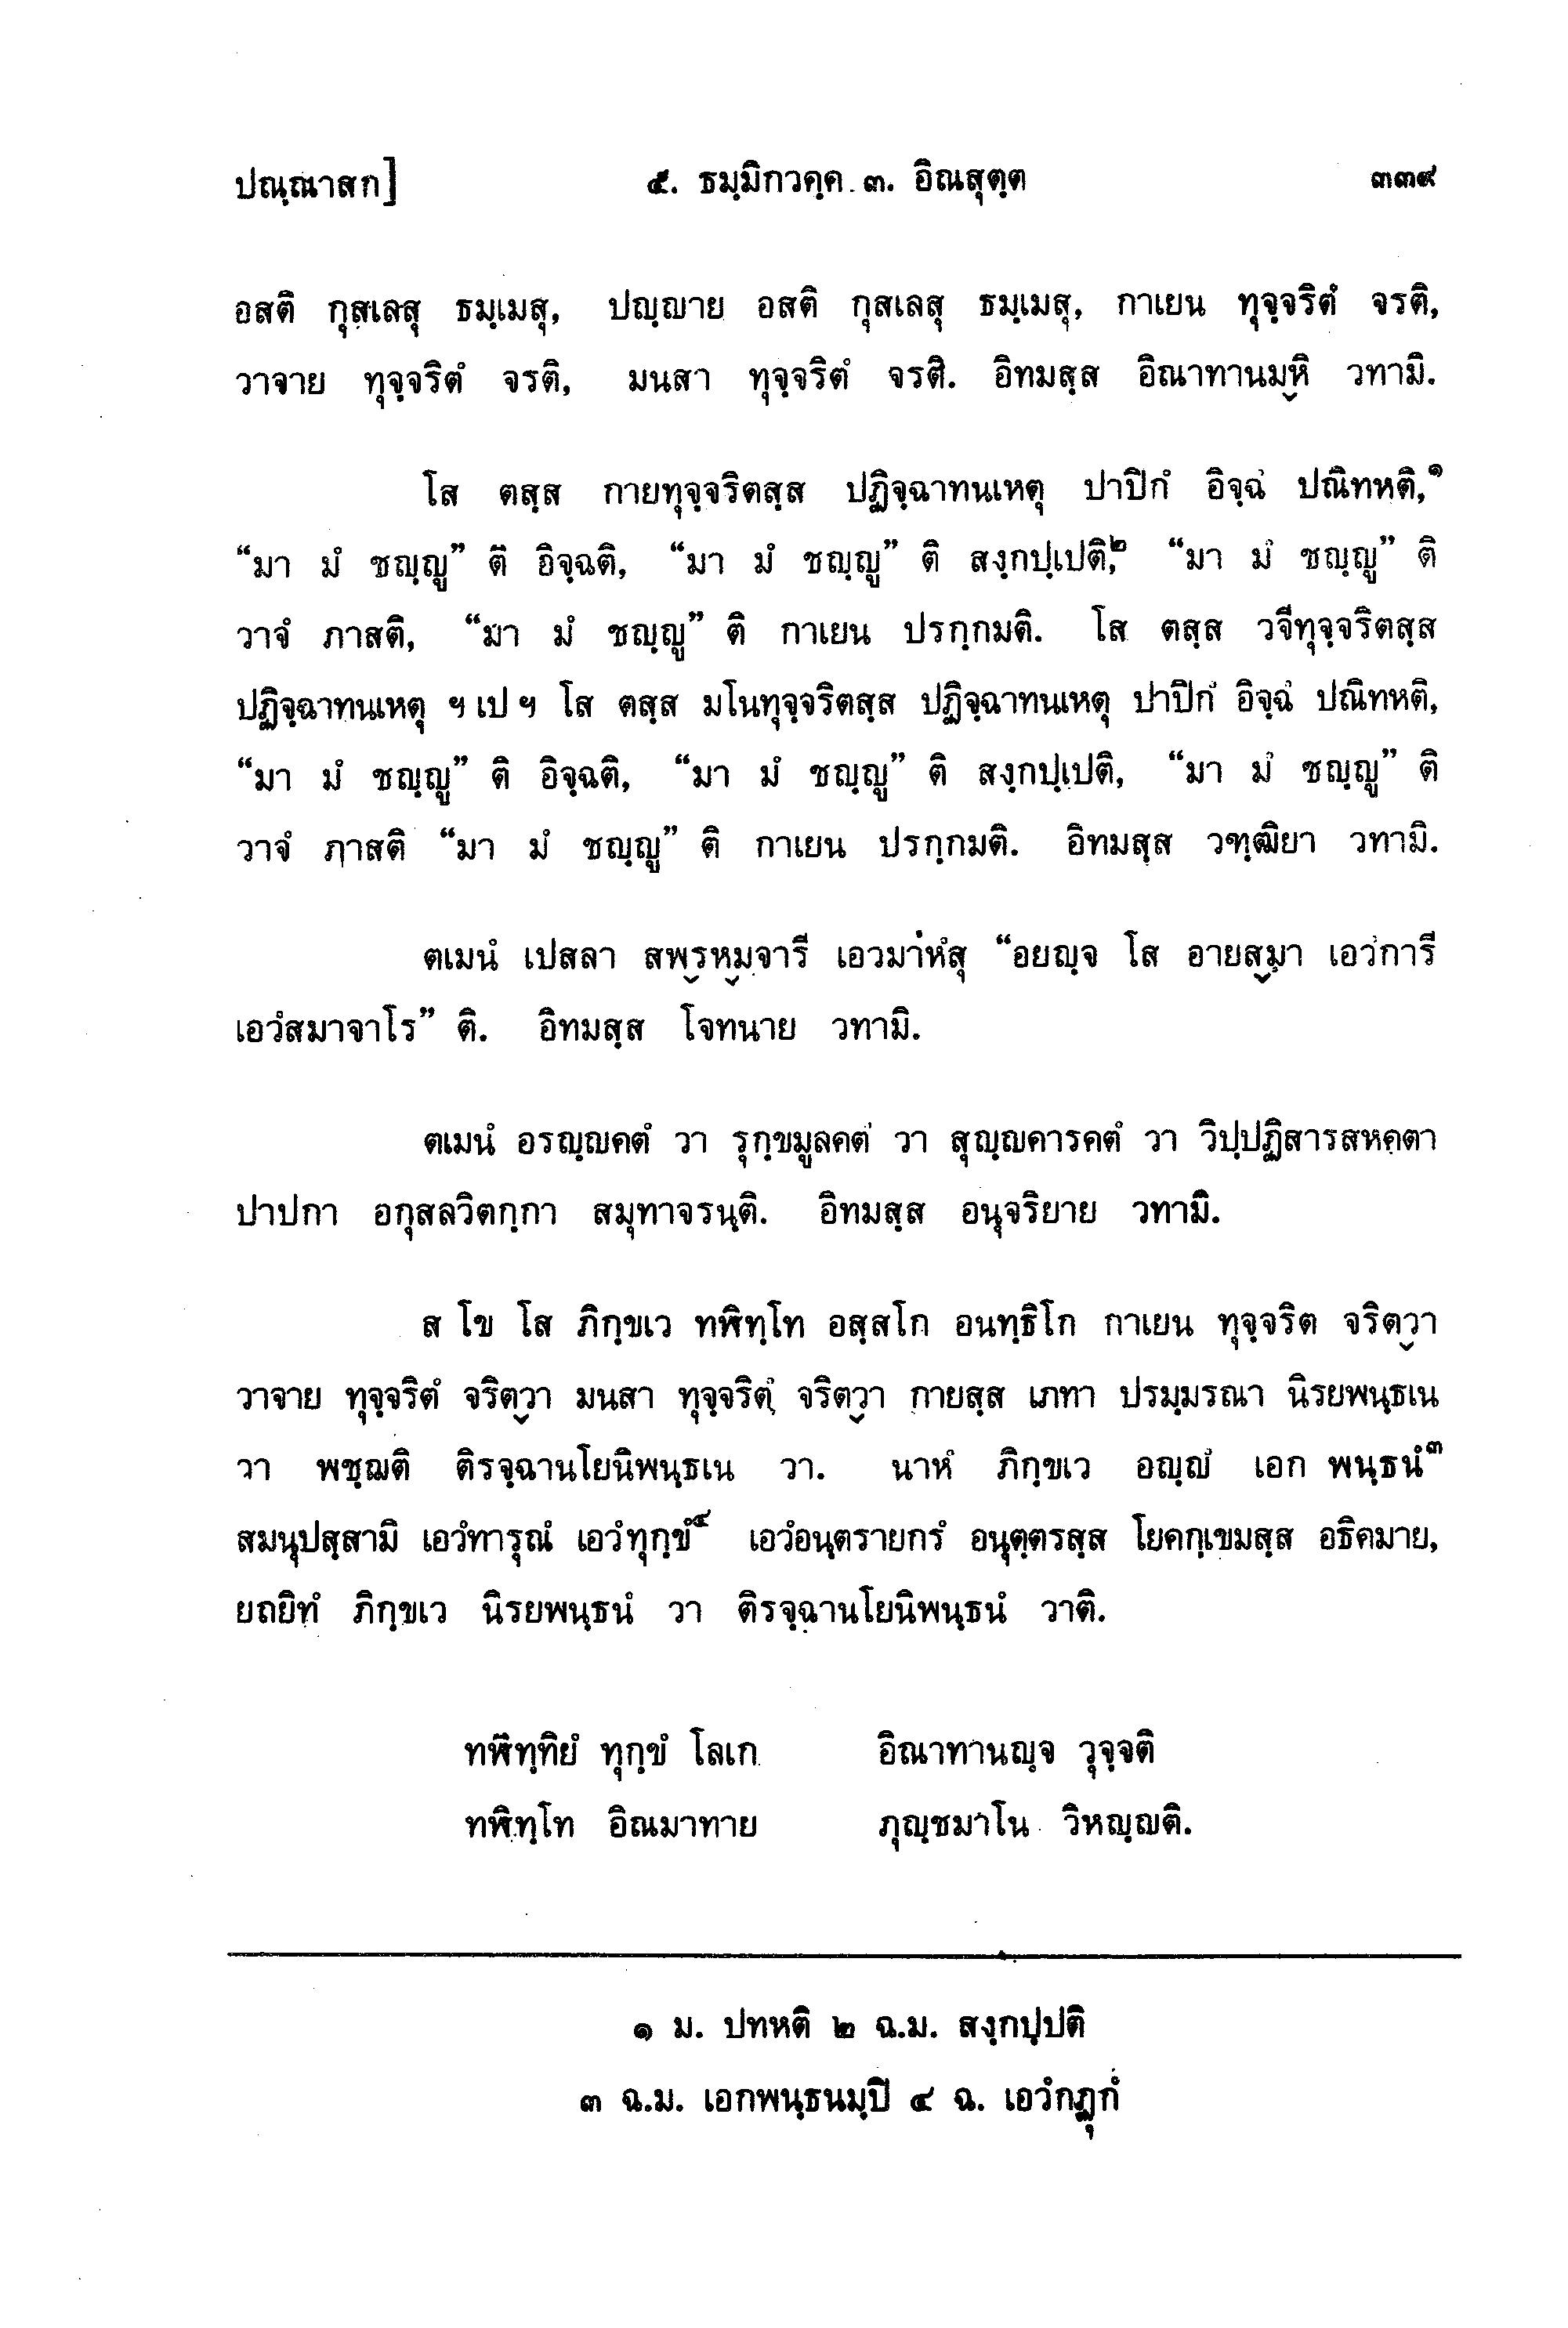 ปณฺณาสก] ๕. ธมฺมิกวคฺค ๓. อิณสุตฺต ๓๓๙
อสติ กุสเลสุ ธมฺเมสุ, ปญฺญาย อสติ กุสเลสุ ธมฺเมสุ, กาเยน ทุจฺจริตํ จรติ,
วาจาย ทุจฺจริตํ จรติ, มนสา ทุจฺจริตํ จรติ. อิทมสฺส อิณาทานมฺหิ วทามิ.
โส ตสฺส กายทุจฺจริตสฺส ปฏิจฺฉาทนเหตุ ปาปิกํ อิจฺฉํ ปณิทหติ,๑
“มา มํ ชญฺญู” ติ อิจฺฉติ, “มา มํ ชญฺญู” ติ สงฺกปฺเปติ,๒ “มา มํ ชญฺญู” ติ
วาจํ ภาสติ, “มา มํ ชญฺญู” ติ กาเยน ปรกฺกมติ. โส ตสฺส วจีทุจฺจริตสฺส
ปฏิจฺฉาทนเหตุ ฯ เป ฯ โส ตสฺส มโนทุจฺจริตสฺส ปฏิจฺฉาทนเหตุ ปาปิกํ อิจฺฉํ ปณิทหติ,
“มา มํ ชญฺญู” ติ อิจฺฉติ, “มา มํ ชญฺญู” ติ สงฺกปฺเปติ, “มา มํ ชญฺญู” ติ
วาจํ ภาสติ “มา มํ ชญฺญู” ติ กาเยน ปรกฺกมติ. อิทมสฺส วฑฺฒิยา วทามิ.
ตเมนํ เปสลา สพฺรหฺมจารี เอวมาหํสุ “อยญฺจ โส อายสฺมา เอวํการี
เอวํสมาจาโร” ติ. อิทมสฺส โจทนาย วทามิ.
ตเมนํ อรญฺญคตํ วา รุกฺขมูลคตํ วา สุญฺญคารคตํ วา วิปฺปฏิสารสหคตา
ปาปกา อกุสลวิตกฺกา สมุทาจรนฺติ. อิทมสฺส อนุจริยาย วทามิ.
ส โข โส ภิกฺขเว ทฬิทฺโท อสฺสโก อนทฺธิโก กาเยน ทุจฺจริต จริตฺวา
วาจาย ทุจฺจริตํ จริตฺวา มนสา ทุจฺจริตํ จริตฺวา กายสฺส เภทา ปรมฺมรณา นิรยพนฺธเน
วา พชฺฌติ ติรจฺฉานโยนิพนฺธเน วา. นาหํ ภิกฺขเว อญฺญํ เอก พนฺธนํ๓
สมนุปสฺสามิ เอวํทารุณํ เอวํทุกฺขํ๔ เอวํอนฺตรายกรํ อนุตฺตรสฺส โยคกฺเขมสฺส อธิคมาย,
ยถยิทํ ภิกฺขเว นิรยพนฺธนํ วา ติรจฺฉานโยนิพนฺธนํ วาติ.
ทฬิทฺทิยํ ทุกฺขํ โลเก อิณาทานญฺจ วุจฺจติ
ทฬิทฺโท อิณมาทาย ภุญฺชมาโน วิหญฺญติ.
๑ ม. ปทหติ ๒ ฉ.ม. สงฺกปฺปติ
๓ ฉ.ม. เอกพนฺธนมฺปิ ๔ ฉ. เอวํกฏุกํ